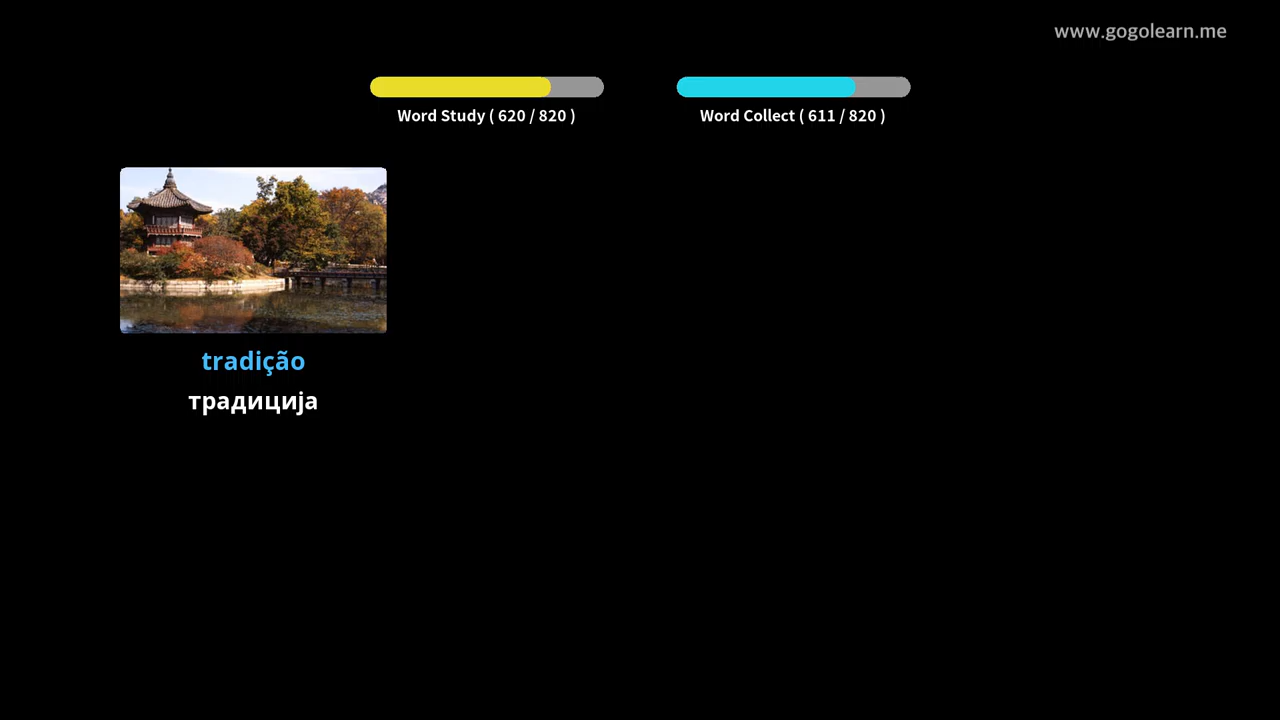 www.gogolearn.me
Word Study ( 620 / 820 )
Word Collect ( 611 / 820 )
tradição
традиција